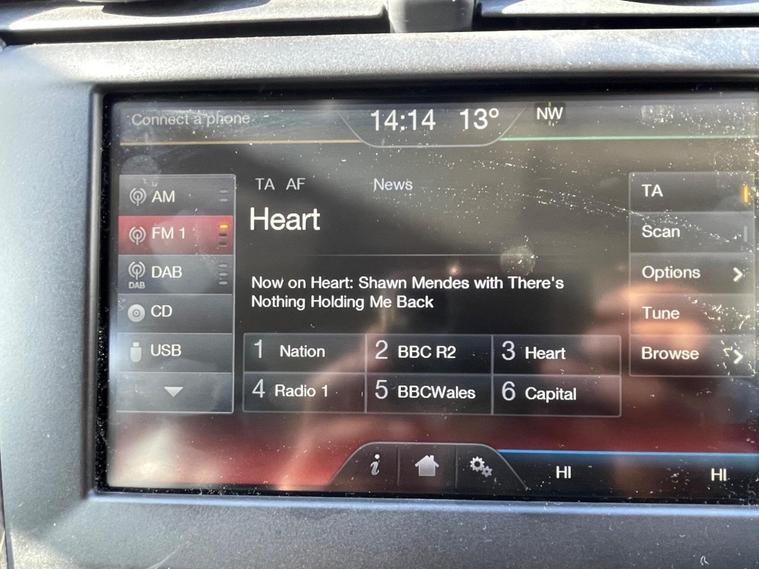 Connect a phone
14:14 13° NW
AM
FM 1
DAB
DAB
CD
USB
TA AF News
Heart
Now on Heart: Shawn Mendes with There's
Nothing Holding Me Back
1 Nation 2 BBC R2 3 Heart
4 Radio 1 5 BBCWales 6 Capital
TA
Scan
Options
Tune
Browse
i
HI HI